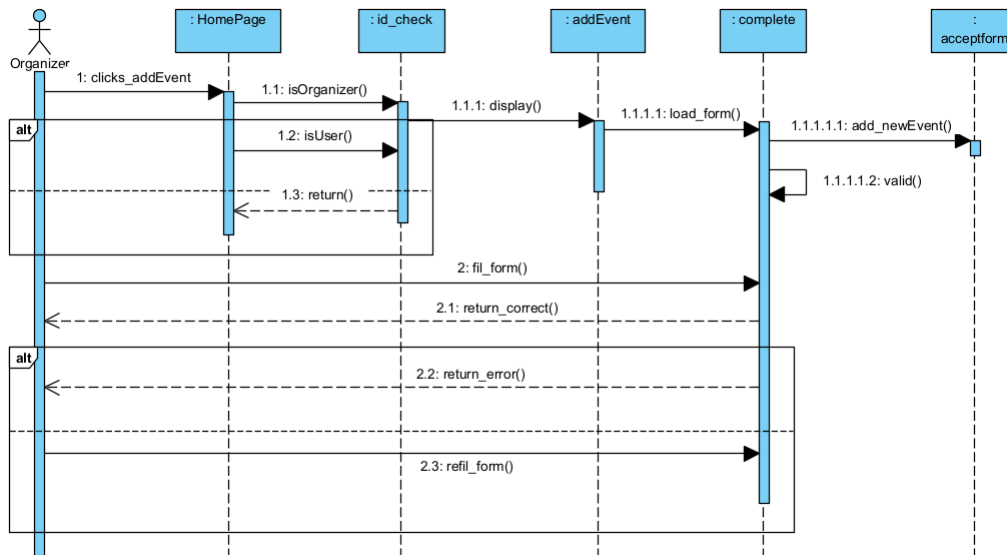 : HomePage
: id_check
: addEvent
: complete
:
acceptform
Organizer
1: clicks_addEvent
1.1: isOrganizer()
1.1.1: display()
1.1.1.1: load_form()
1.1.1.1.1: add_newEvent()
alt
1.2: isUser()
1.1.1.1.2: valid()
1.3: return()
2: fil_form()
2.1: return_correct()
alt
2.2: return_error()
2.3: refil_form()